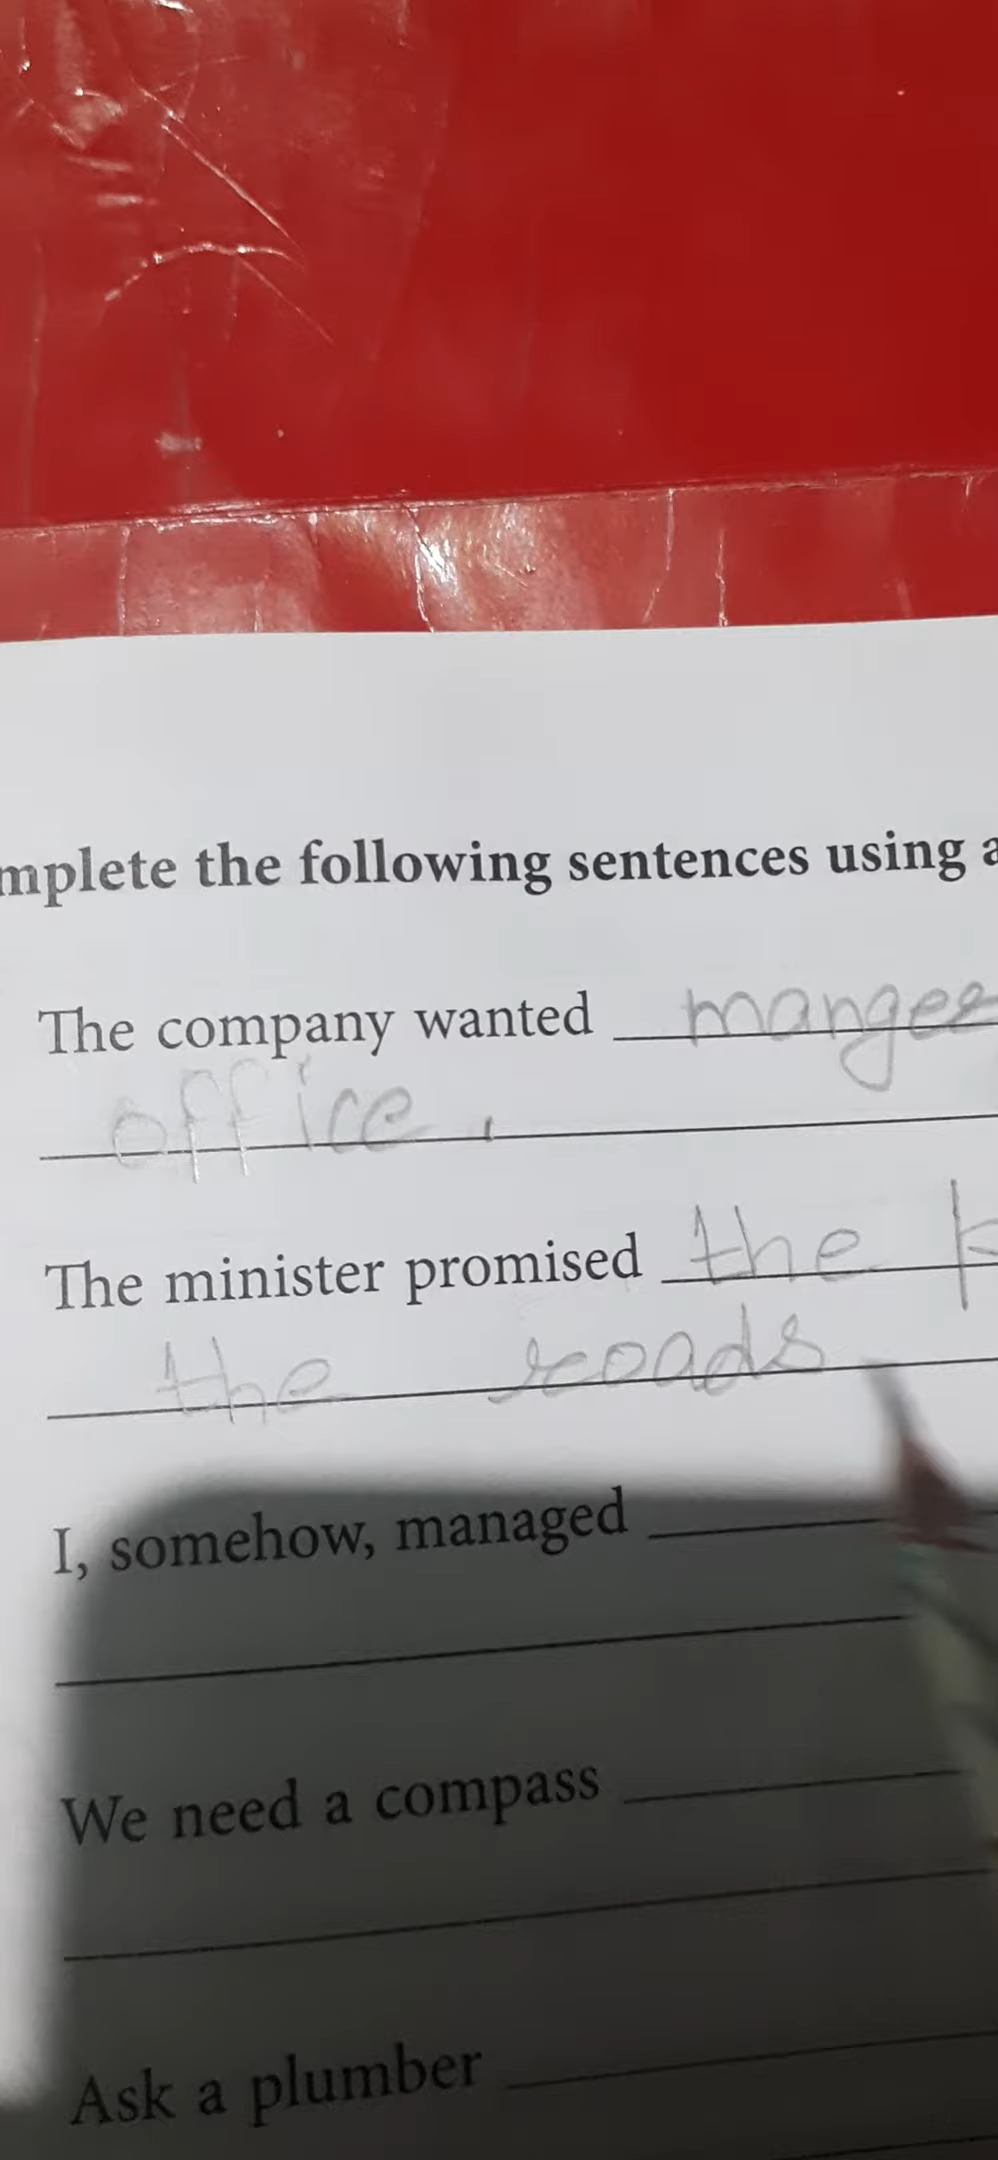 mplete the following sentences using a
The company wanted mangee
office.
The minister promised the
the roads
I, somehow, managed
We need a compass
Ask a plumber